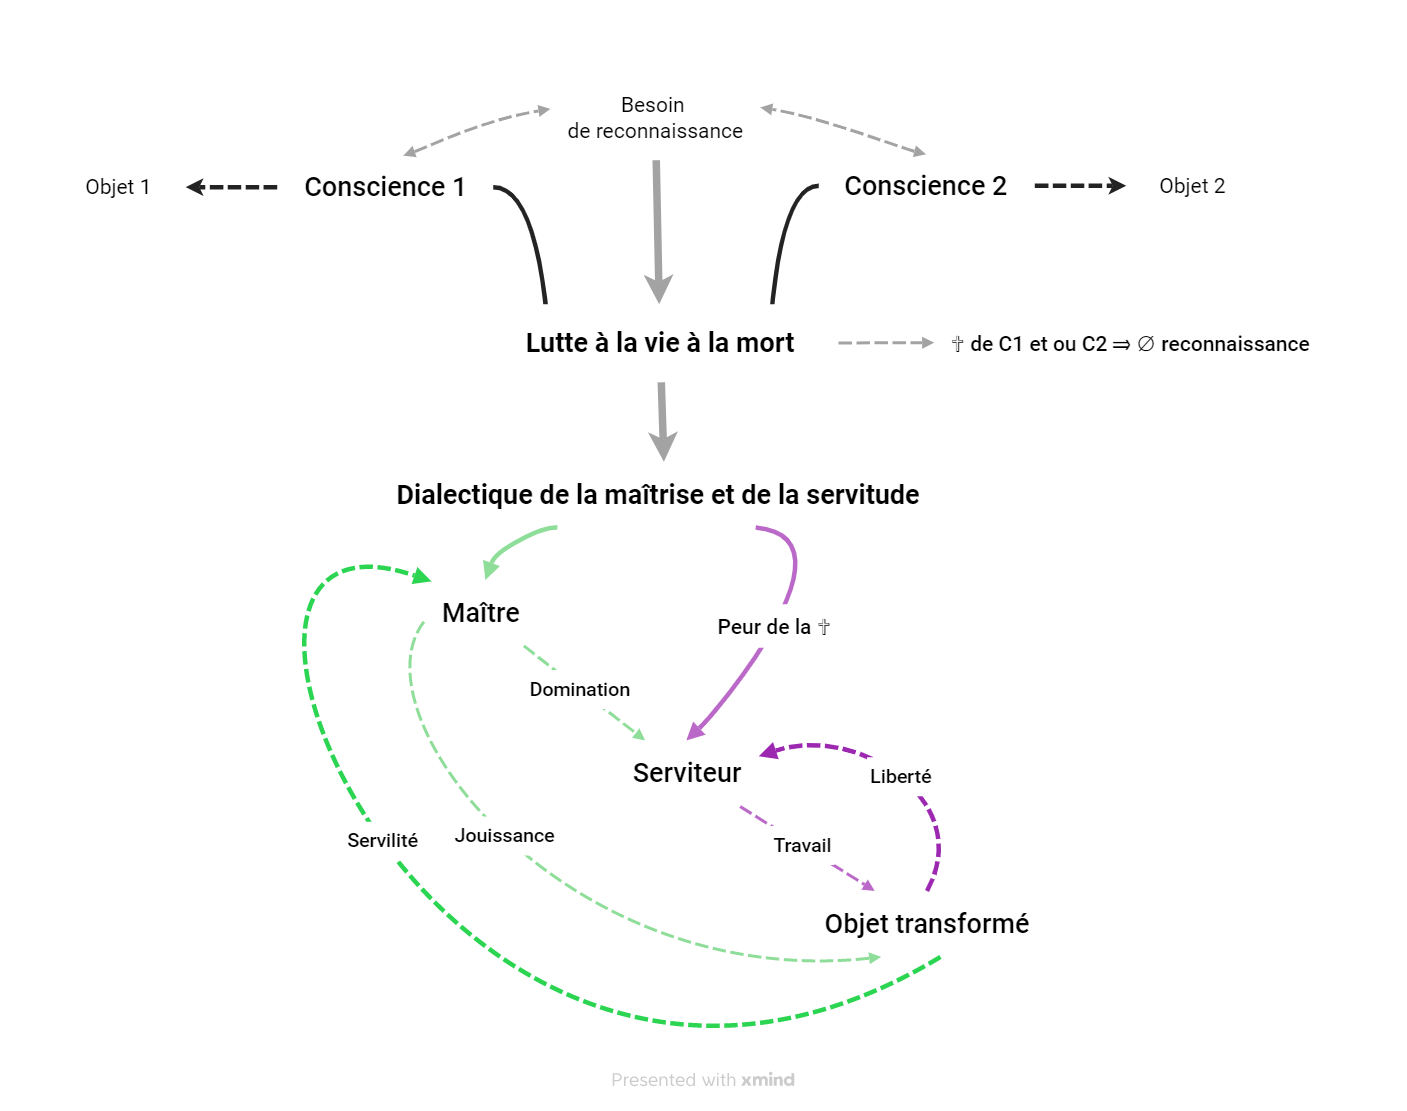 Besoin
de reconnaissance
Objet 1
Conscience 1
Conscience 2
Objet 2
Lutte à la vie à la mort
✝ de C1 et ou C2 ⇒ ∅ reconnaissance
Dialectique de la maîtrise et de la servitude
Maître
Peur de la ✝
Domination
Serviteur
Liberté
Servilité
Jouissance
Travail
Objet transformé
Presented with xmind